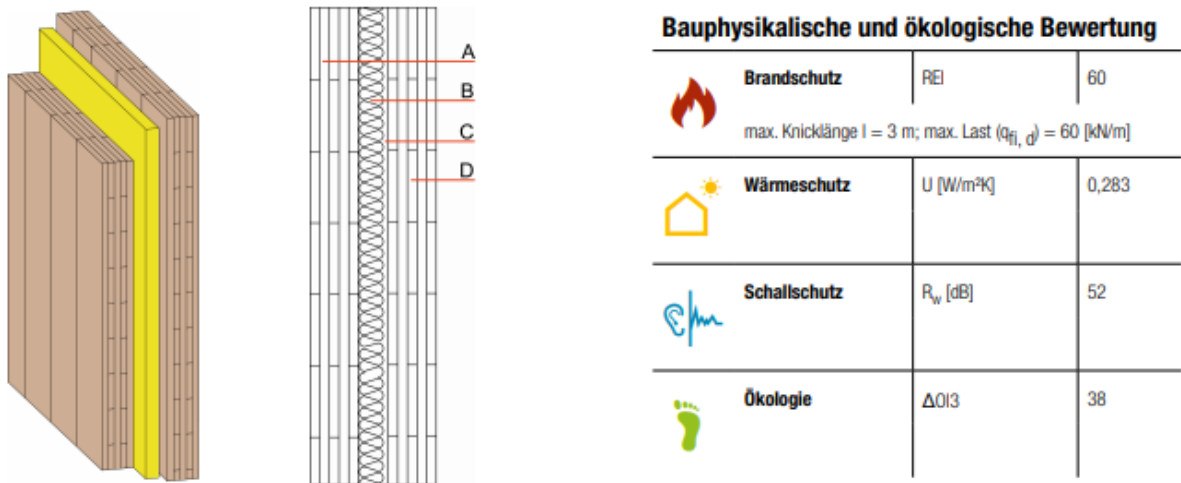 A
B
C
D
Bauphysikalische und ökologische Bewertung
Brandschutz REI 60
max. Knicklänge l = 3 m; max. Last (qfi, d) = 60 [kN/m]
Wärmeschutz U [W/m²K] 0,283
Schallschutz Rw [dB] 52
Ökologie ΔOI3 38